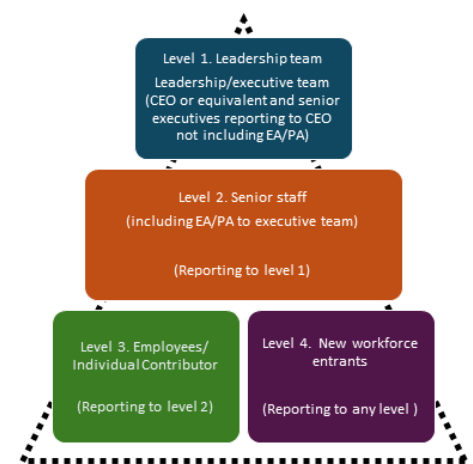 Level 1. Leadership team
Leadership/executive team
(CEO or equivalent and senior
executives reporting to CEO
not including EA/PA)
Level 2. Senior staff
(including EA/PA to executive team)
(Reporting to level 1)
Level 3. Employees/
Individual Contributor
(Reporting to level 2)
Level 4. New workforce
entrants
(Reporting to any level )